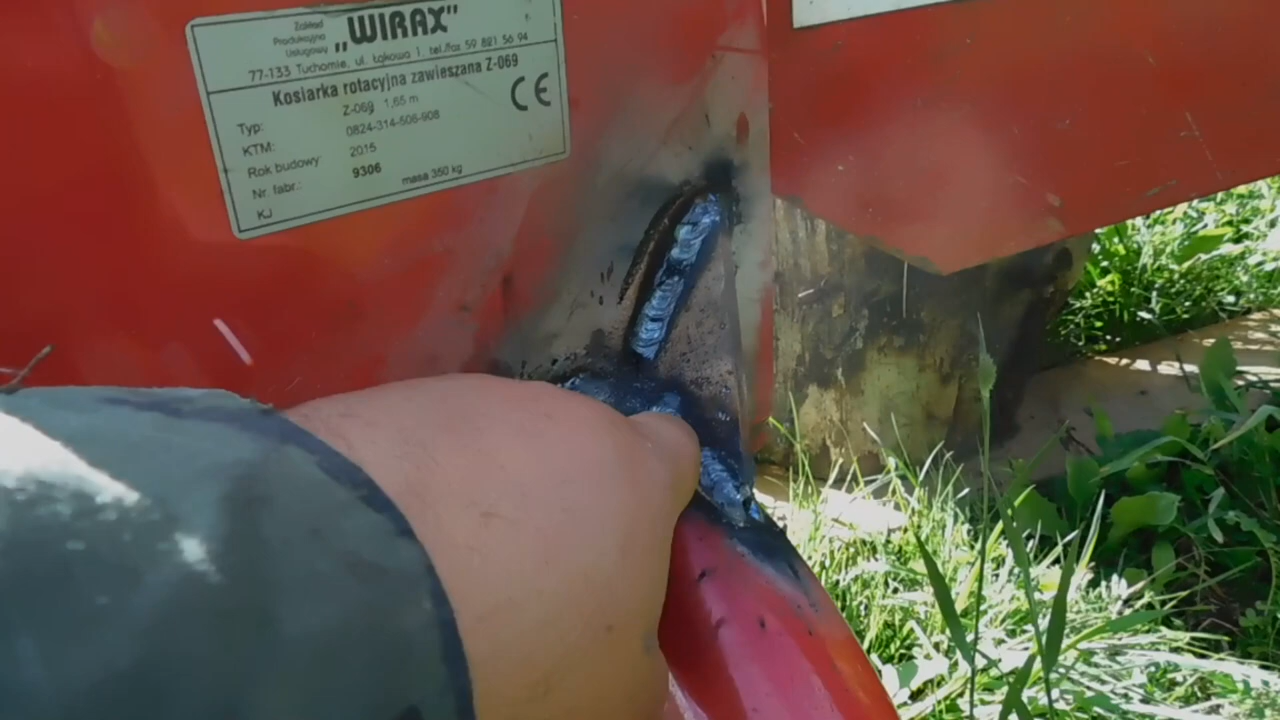 Zakład
Produkcyjno
Usługowy
„WIRAX"
77-133 Tuchomie, ul. Łąkowa 1, tel./fax 59 821 56 94
Kosiarka rotacyjna zawieszana Z-069
Typ: Z-069 1,65 m
KTM: 0824-314-506-908
Rok budowy: 2015
Nr. fabr.: 9306
KJ masa 350 kg
CE